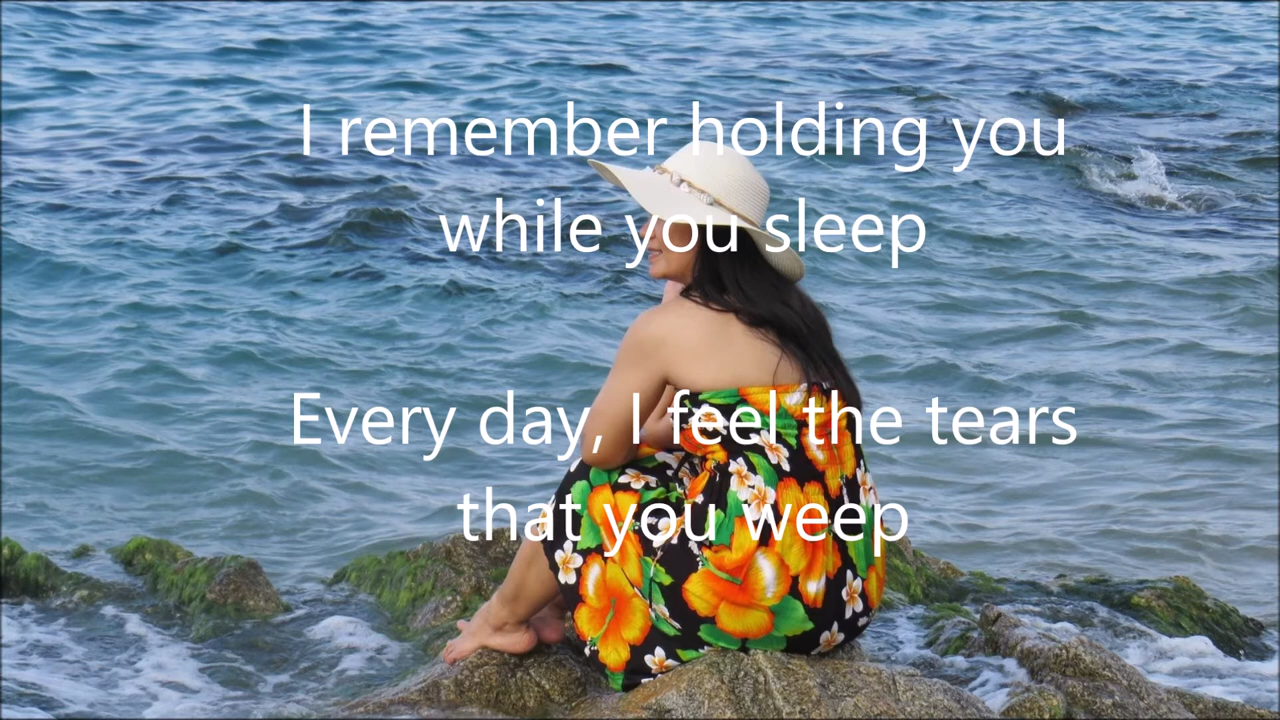 I remember holding you
while you sleep
Every day, I feel the tears
that you weep